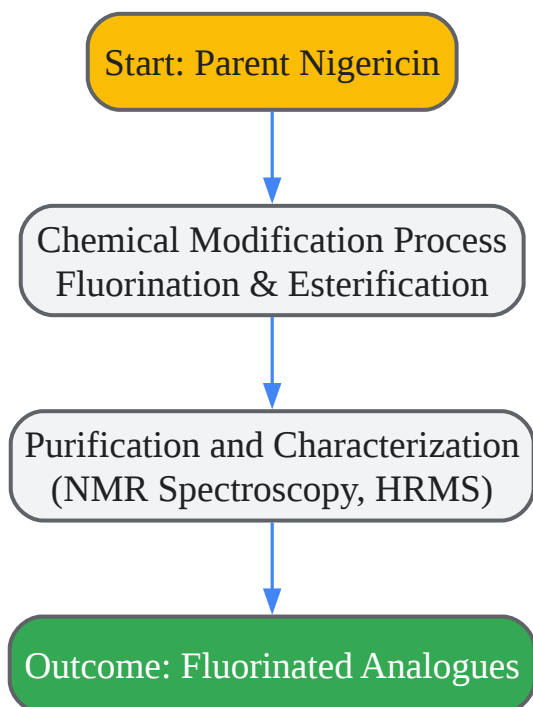 Start: Parent Nigericin
Chemical Modification Process
Fluorination & Esterification
Purification and Characterization
(NMR Spectroscopy, HRMS)
Outcome: Fluorinated Analogues